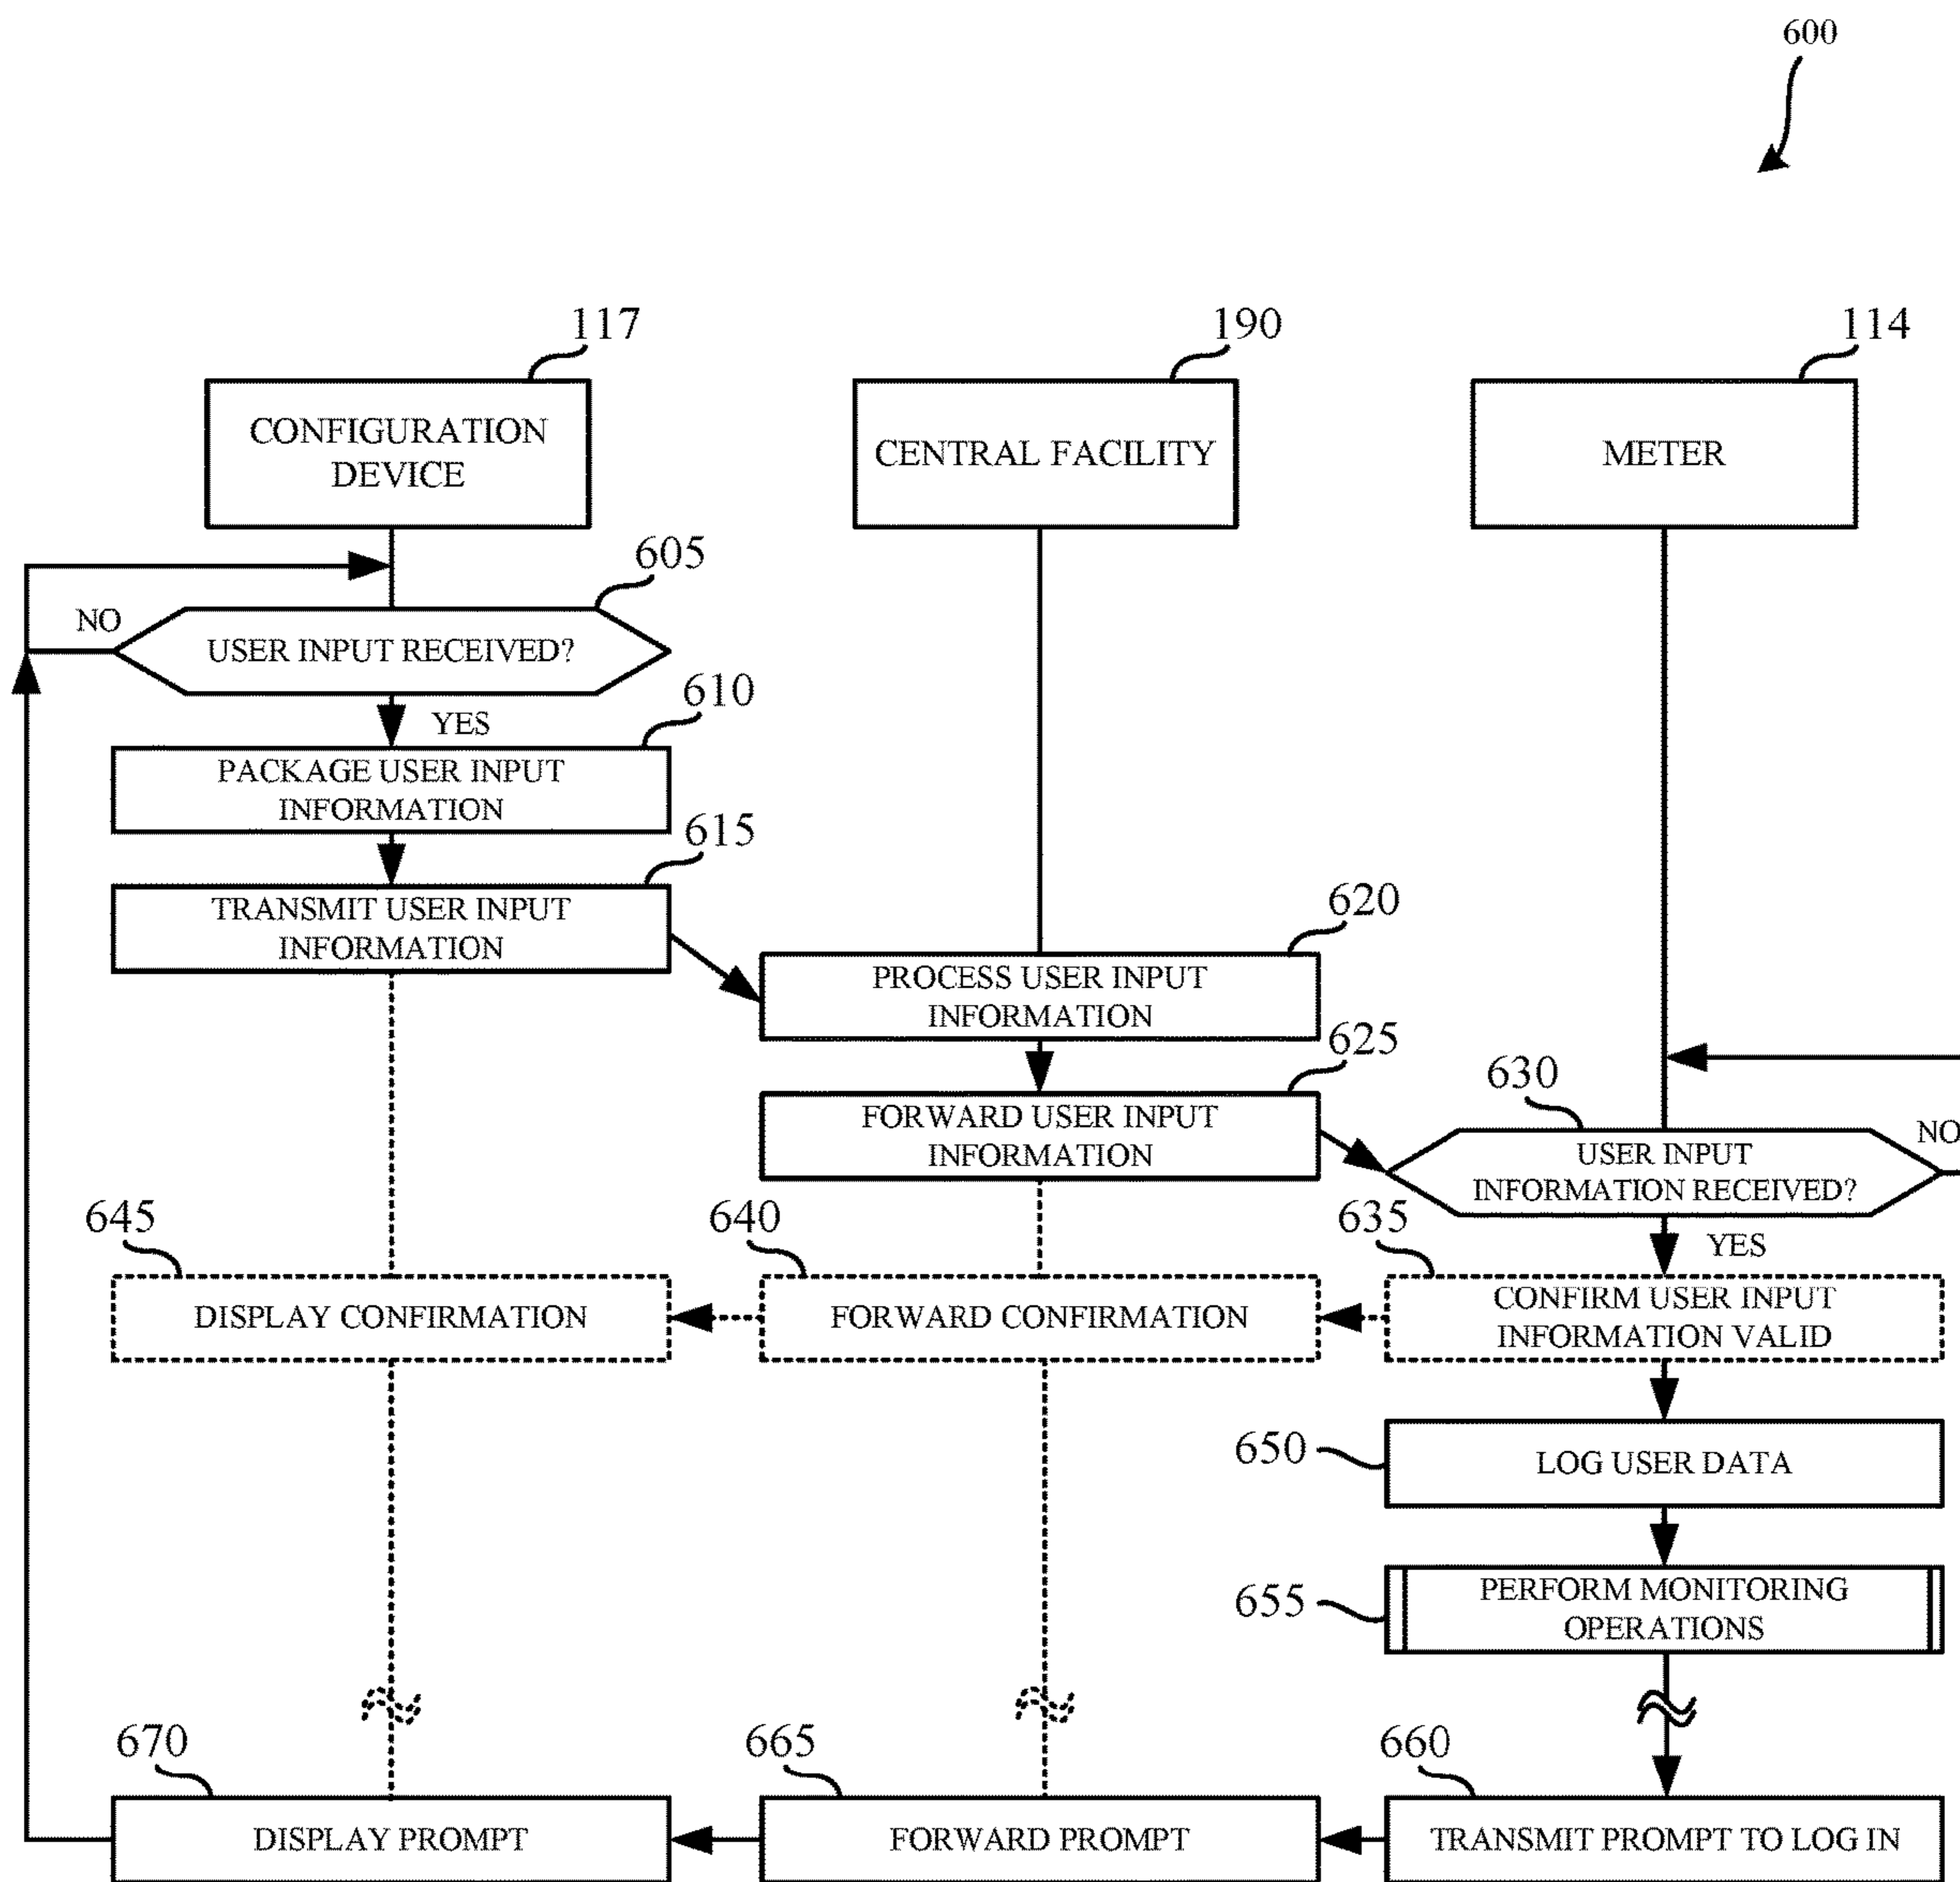 600
117
190
114
CONFIGURATION
DEVICE
CENTRAL FACILITY
METER
605
NO
USER INPUT RECEIVED?
610
YES
PACKAGE USER INPUT
INFORMATION
615
TRANSMIT USER INPUT
INFORMATION
620
PROCESS USER INPUT
INFORMATION
625
FORWARD USER INPUT
INFORMATION
630
NO
USER INPUT
INFORMATION RECEIVED?
645
640
635
YES
DISPLAY CONFIRMATION
FORWARD CONFIRMATION
CONFIRM USER INPUT
INFORMATION VALID
650
LOG USER DATA
655
PERFORM MONITORING
OPERATIONS
670
665
660
DISPLAY PROMPT
FORWARD PROMPT
TRANSMIT PROMPT TO LOG IN